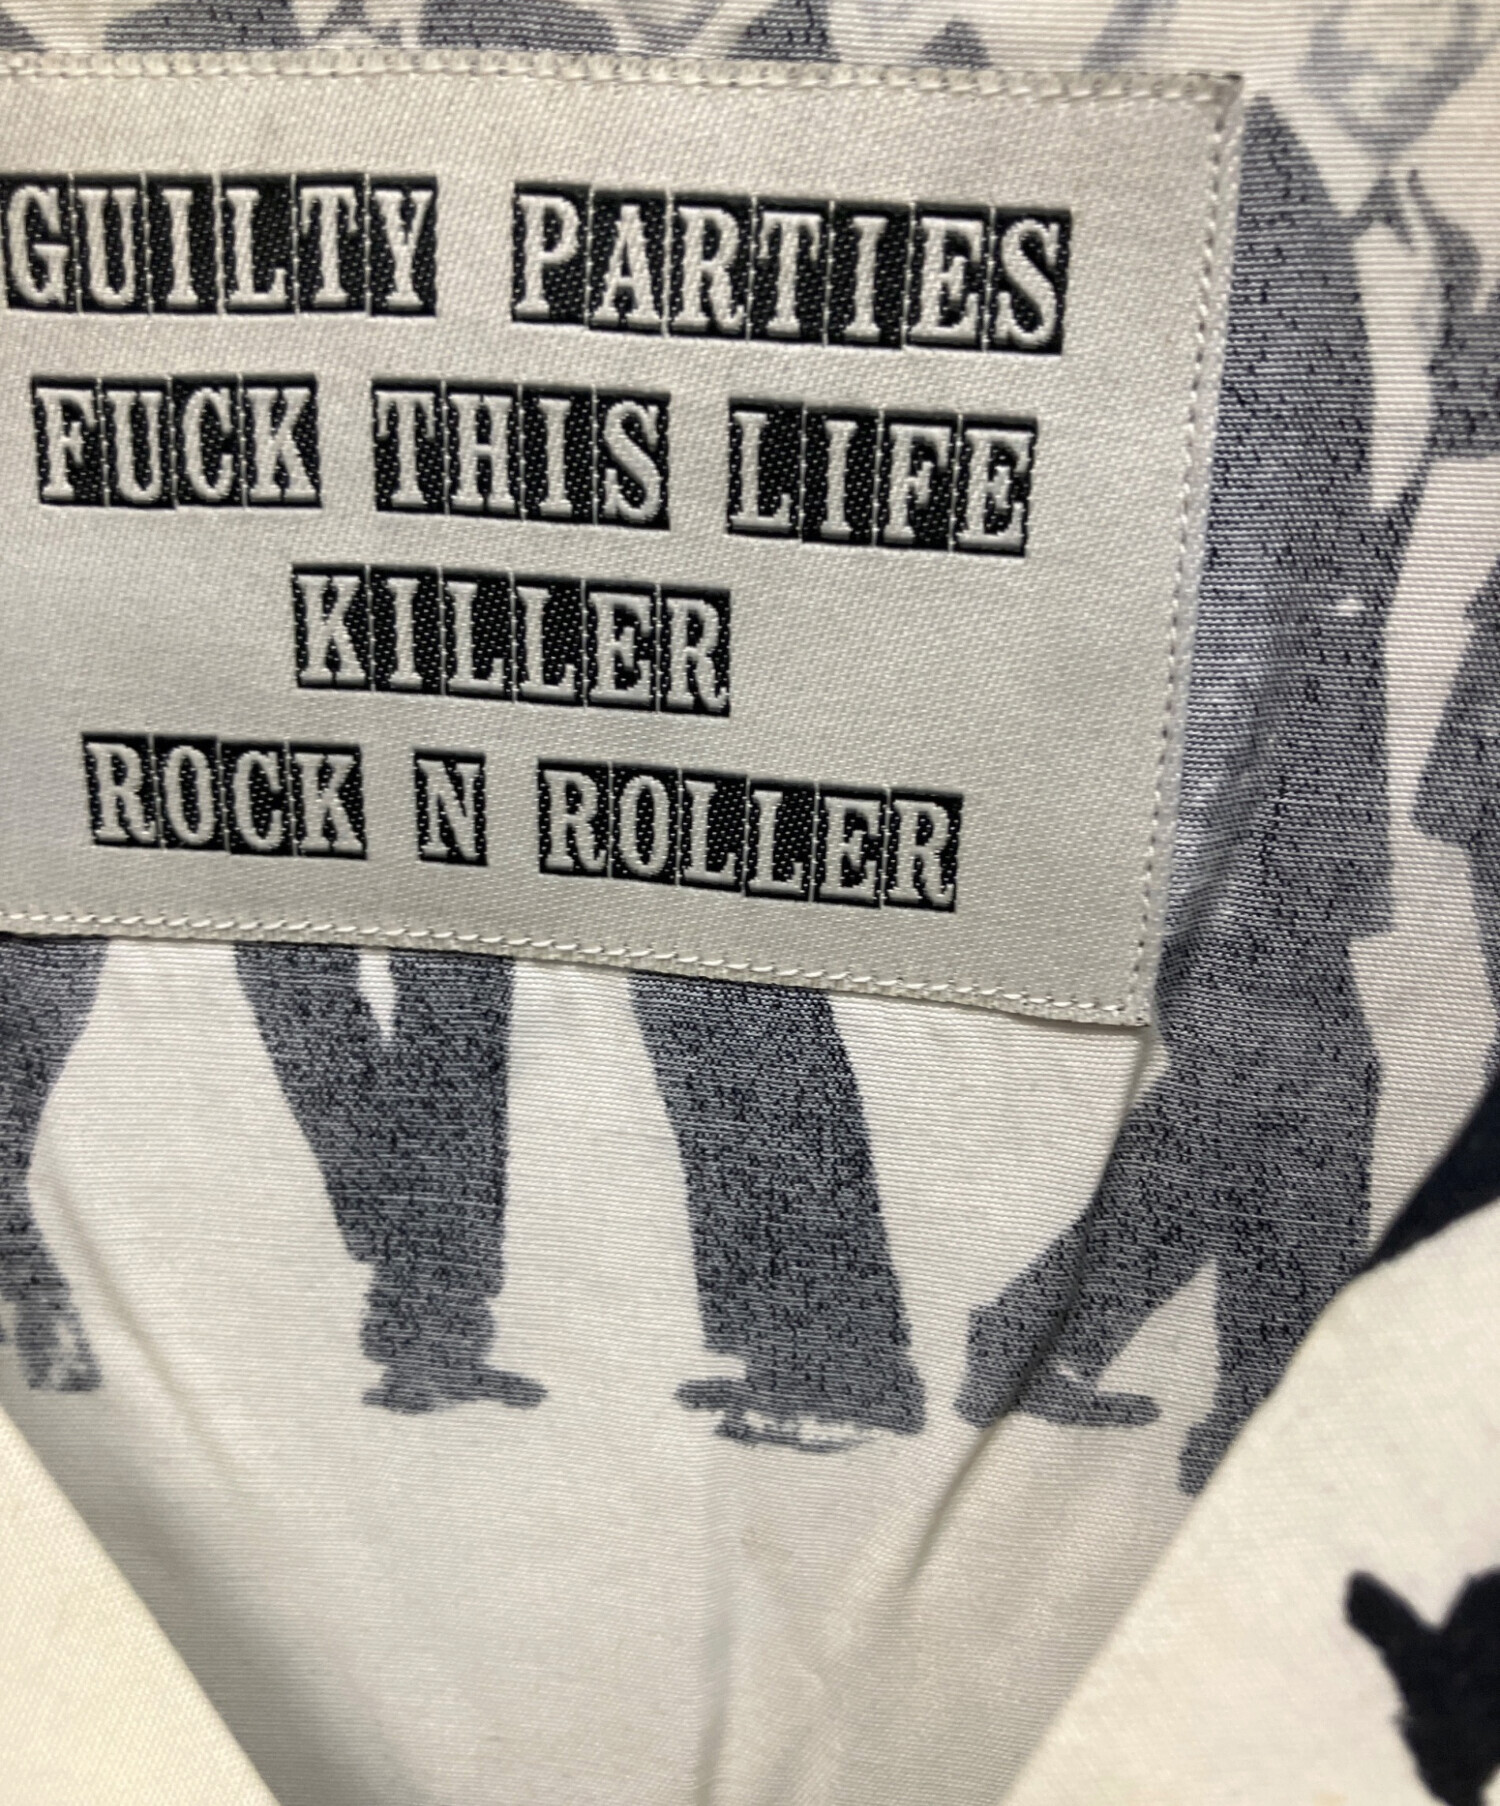 GUILTY PARTIES
FUCK THIS LIFE
KILLER
ROCK N ROLLER